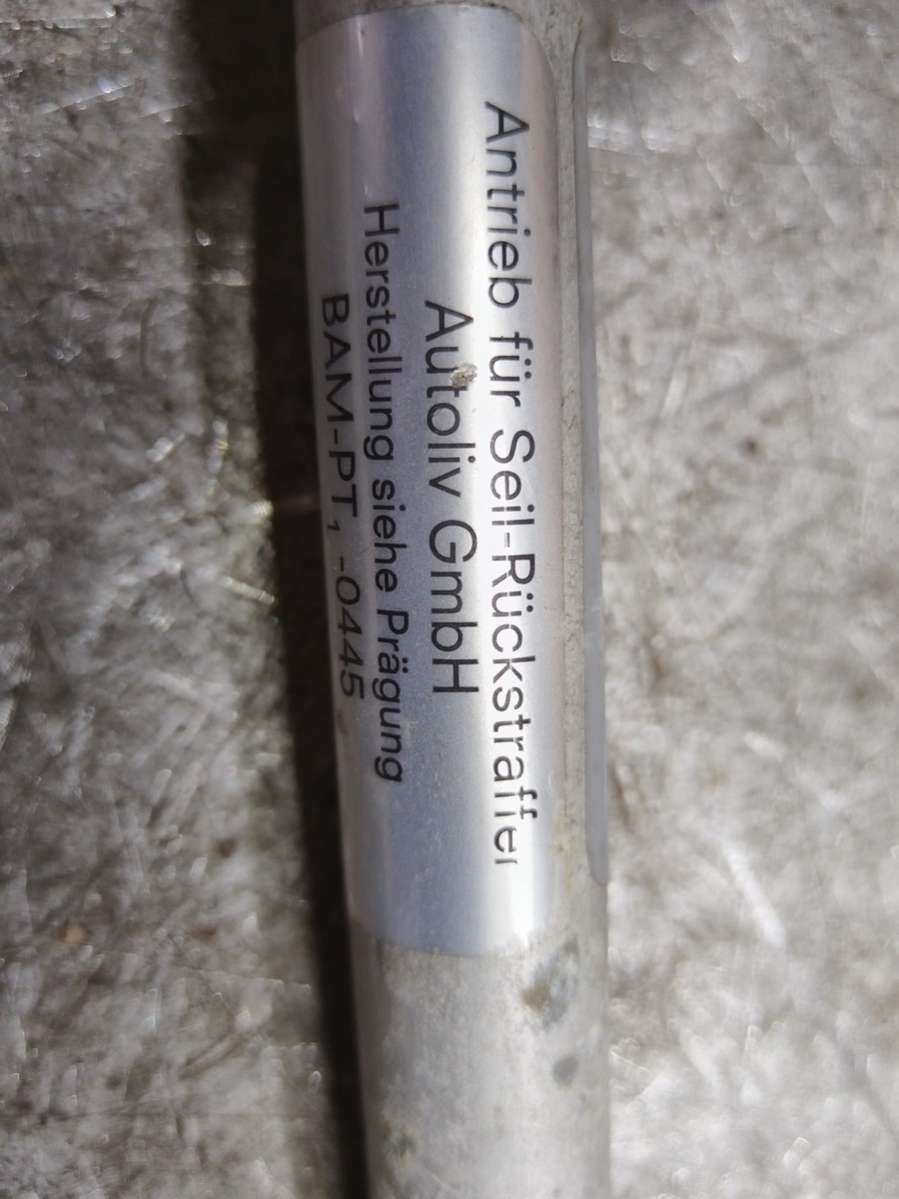 Antrieb für Seil-Rückstraffer
Autoliv GmbH
Herstellung siehe Prägung
BAM-PT₁ -0445